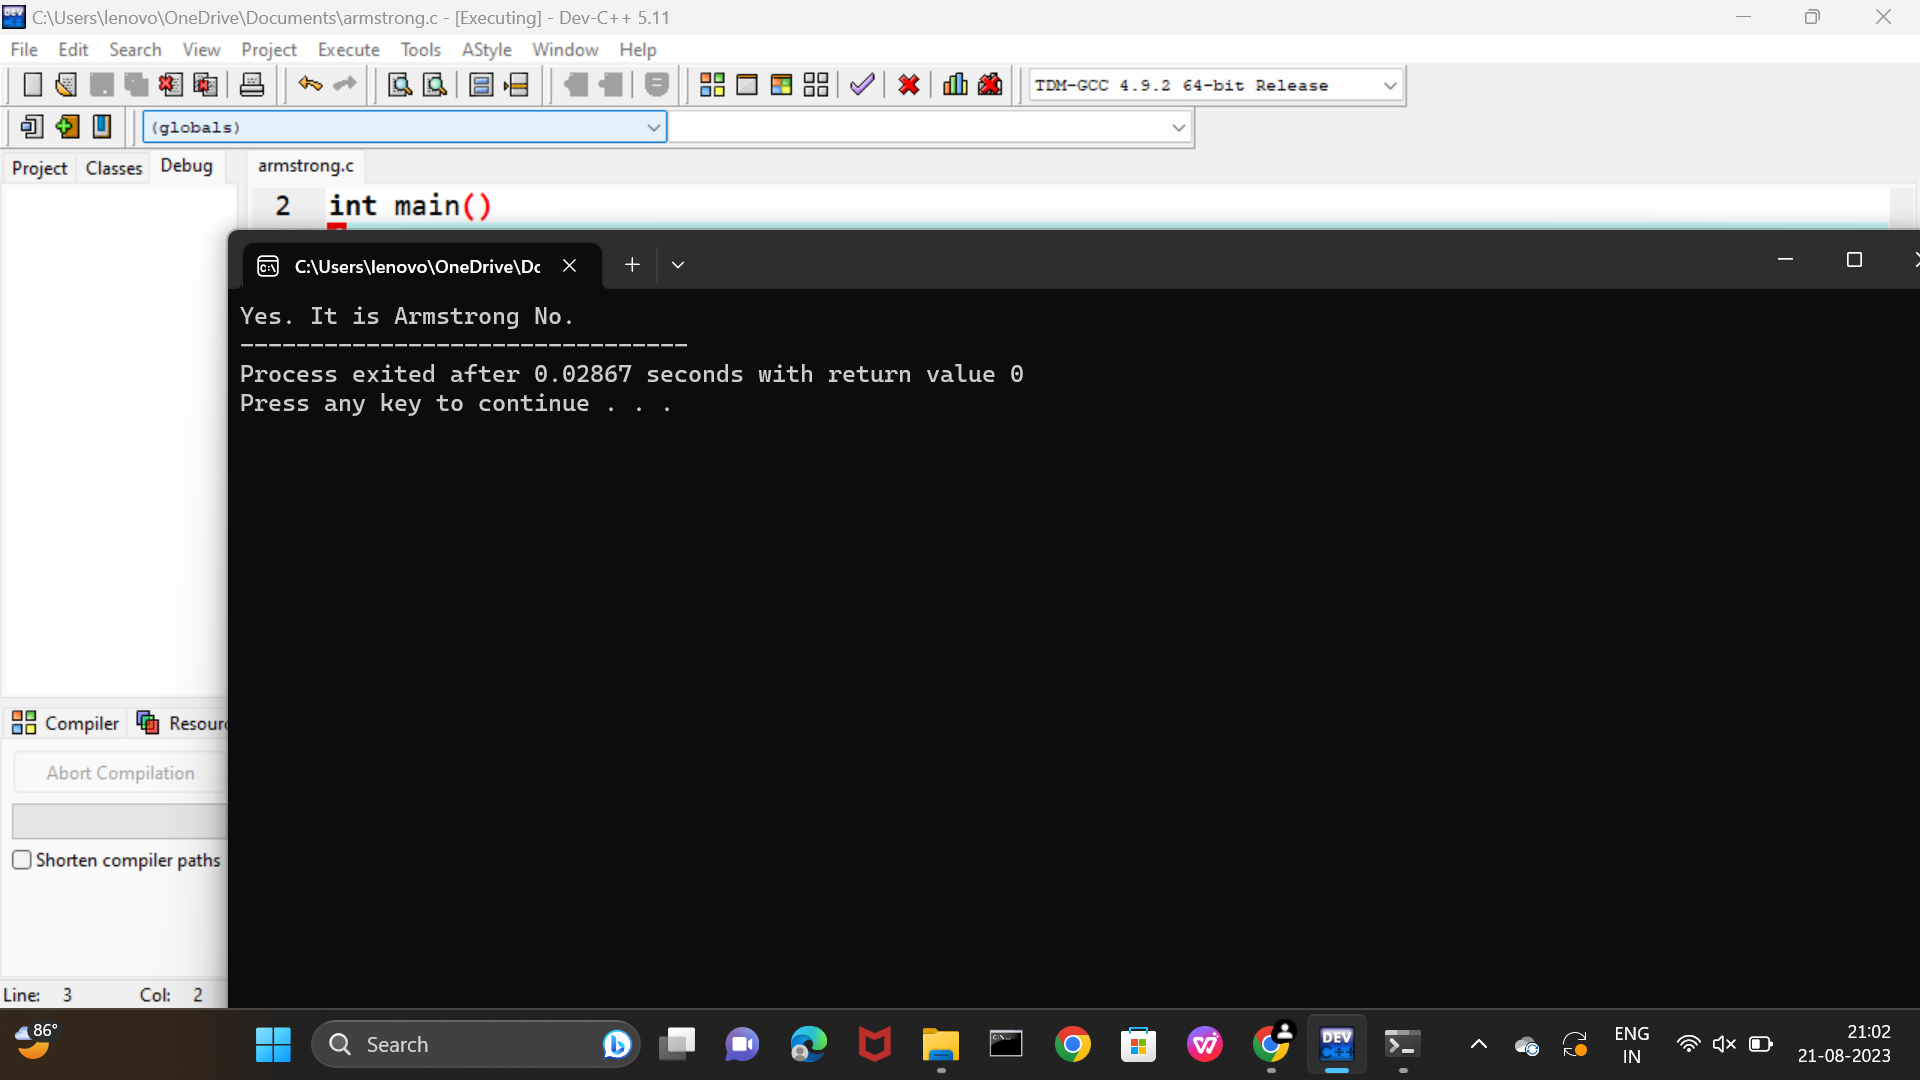 C:\Users\lenovo\OneDrive\Documents\armstrong.c - [Executing] - Dev-C++ 5.11
File Edit Search View Project Execute Tools AStyle Window Help
TDM-GCC 4.9.2 64-bit Release
(globals)
Project Classes Debug armstrong.c
2 int main()
C:\Users\lenovo\OneDrive\Dc
Yes. It is Armstrong No.
--------------------------------
Process exited after 0.02867 seconds with return value 0
Press any key to continue . . .
Compiler Resour
Abort Compilation
Shorten compiler paths
Line: 3 Col: 2
86°
Search
DEV
C++
ENG
IN
21:02
21-08-2023